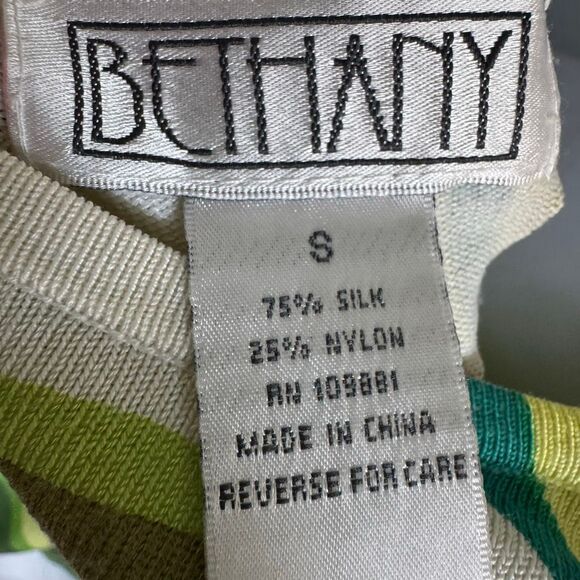 BETHANY
S
75% SILK
25% NYLON
RN 109881
MADE IN CHINA
REVERSE FOR CARE